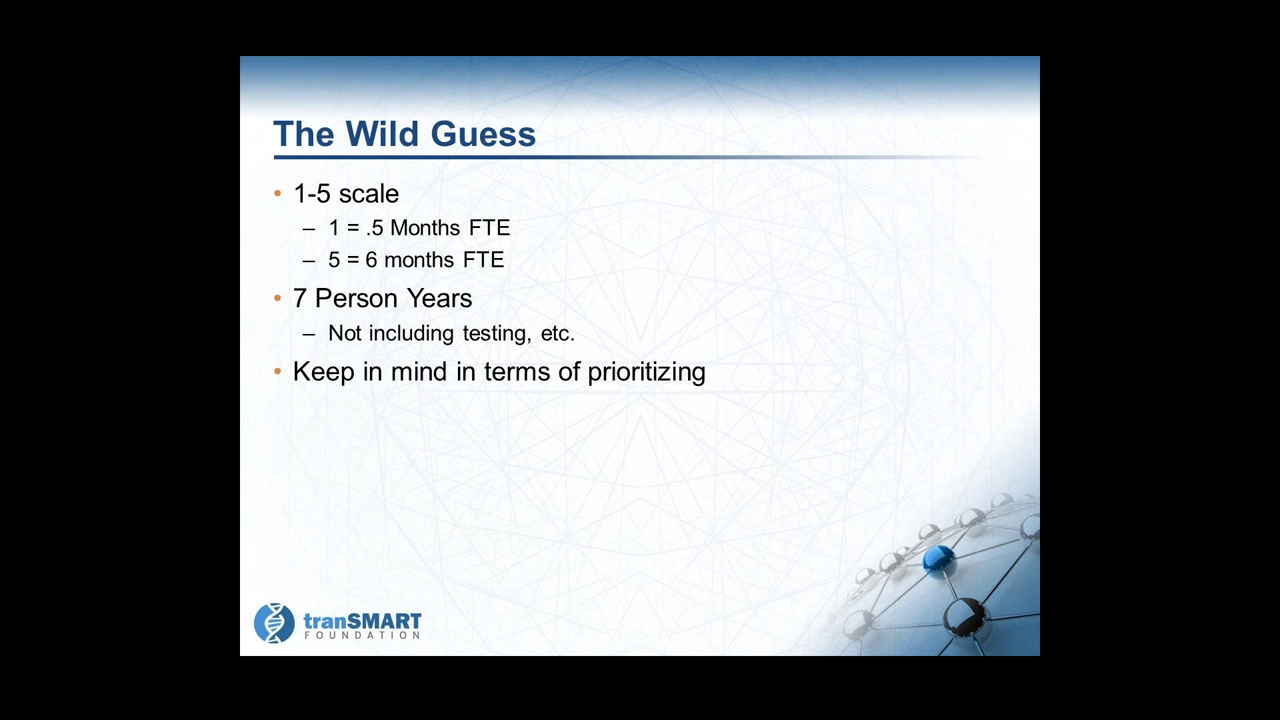 The Wild Guess
• 1-5 scale
– 1 = .5 Months FTE
– 5 = 6 months FTE
• 7 Person Years
– Not including testing, etc.
• Keep in mind in terms of prioritizing
tranSMART
FOUNDATION